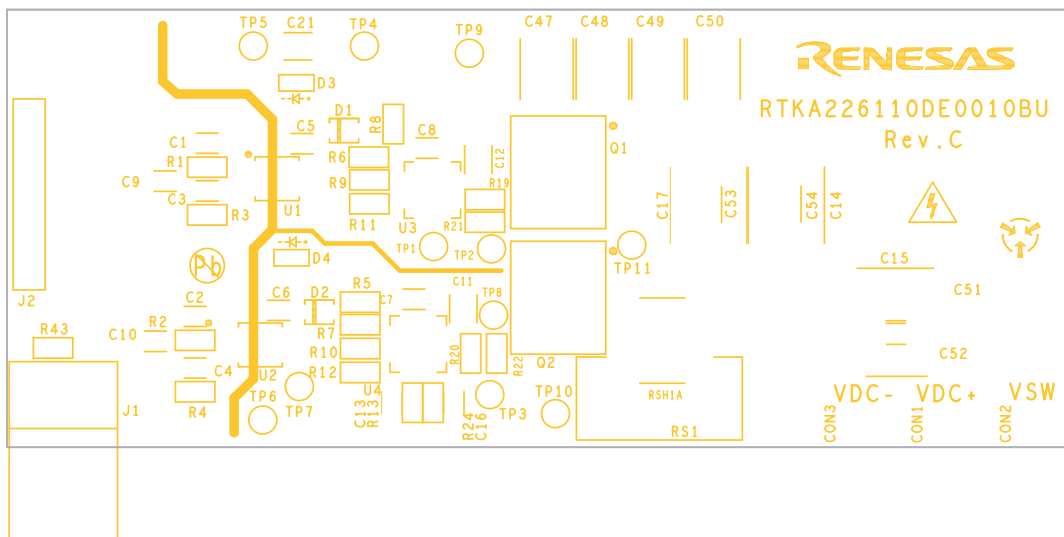 TP5
C21
TP4
TP9
C47
C48
C49
C50
RENESAS
D3
RTKA226110DE0010BU
Rev.C
D1
R8
C1
C5
C8
R1
R6
C12
Q1
C9
R9
R19
C3
R3
U1
R11
U3
R21
C17
C53
C54
C14
TP1
TP2
TP11
D4
Pb
C15
J2
C2
C6
D2
R5
C7
C11
TP8
C51
R43
C10
R2
R7
R10
R20
R22
Q2
C52
C4
U2
R12
U4
R4
J1
TP6
TP7
C13
R13
R24
C16
TP3
TP10
RSH1A
RS1
VDC-
VDC+
VSW
CON3
CON1
CON2